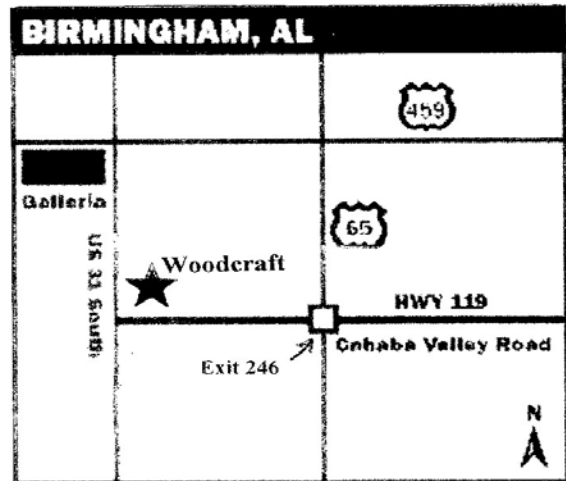 BIRMINGHAM, AL
459
Galleria
65
US 31 South
Woodcraft
HWY 119
Cahaba Valley Road
Exit 246
N